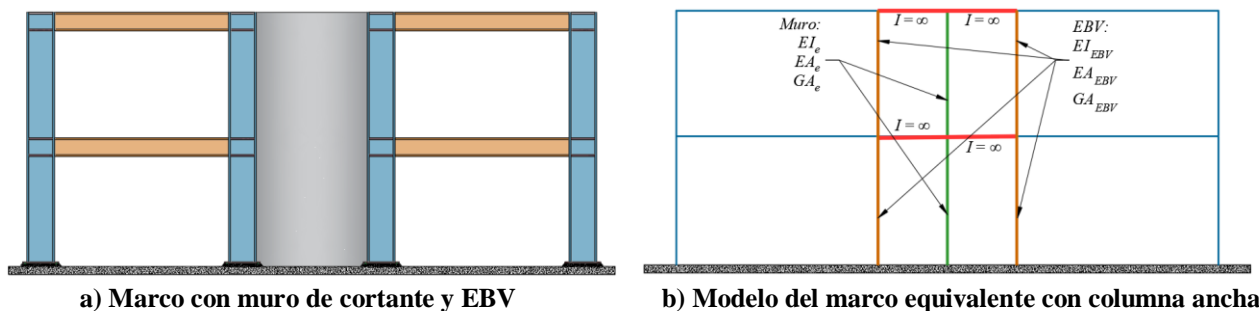 Muro:
EI_e
EA_e
GA_e
I = ∞
I = ∞
EBV:
EI_EBV
EA_EBV
GA_EBV
I = ∞
I = ∞
a) Marco con muro de cortante y EBV
b) Modelo del marco equivalente con columna ancha